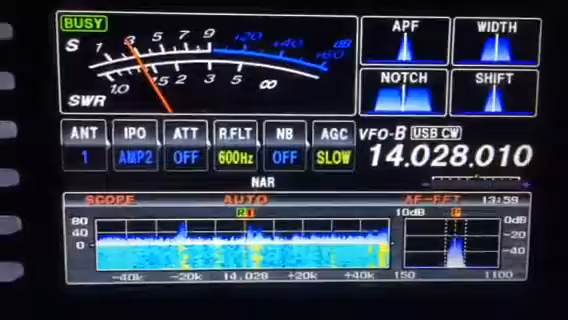 BUSY
APF WIDTH
S 1 3 5 7 9 +20 +40 +60 dB
1.0 1.5 2 3 5 ∞
SWR
NOTCH SHIFT
ANT IPO ATT R.FLT NB AGC VFO-B USB CW
1 AMP2 OFF 600Hz OFF SLOW 14.028.010
NAR
SCOPE AUTO AF-FFT 13:59
80 10dB 0dB
40 -20
0 -40
-40k -20k 14.028 +20k +40k 150 1100